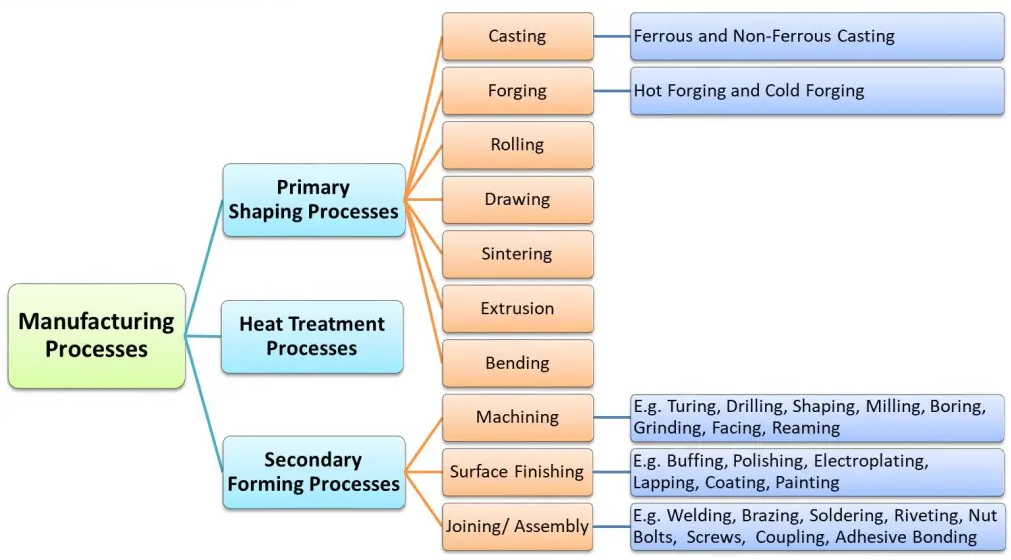 Manufacturing
Processes
Primary
Shaping Processes
Casting
Ferrous and Non-Ferrous Casting
Forging
Hot Forging and Cold Forging
Rolling
Drawing
Sintering
Extrusion
Bending
Heat Treatment
Processes
Secondary
Forming Processes
Machining
E.g. Turing, Drilling, Shaping, Milling, Boring,
Grinding, Facing, Reaming
Surface Finishing
E.g. Buffing, Polishing, Electroplating,
Lapping, Coating, Painting
Joining/ Assembly
E.g. Welding, Brazing, Soldering, Riveting, Nut
Bolts, Screws, Coupling, Adhesive Bonding